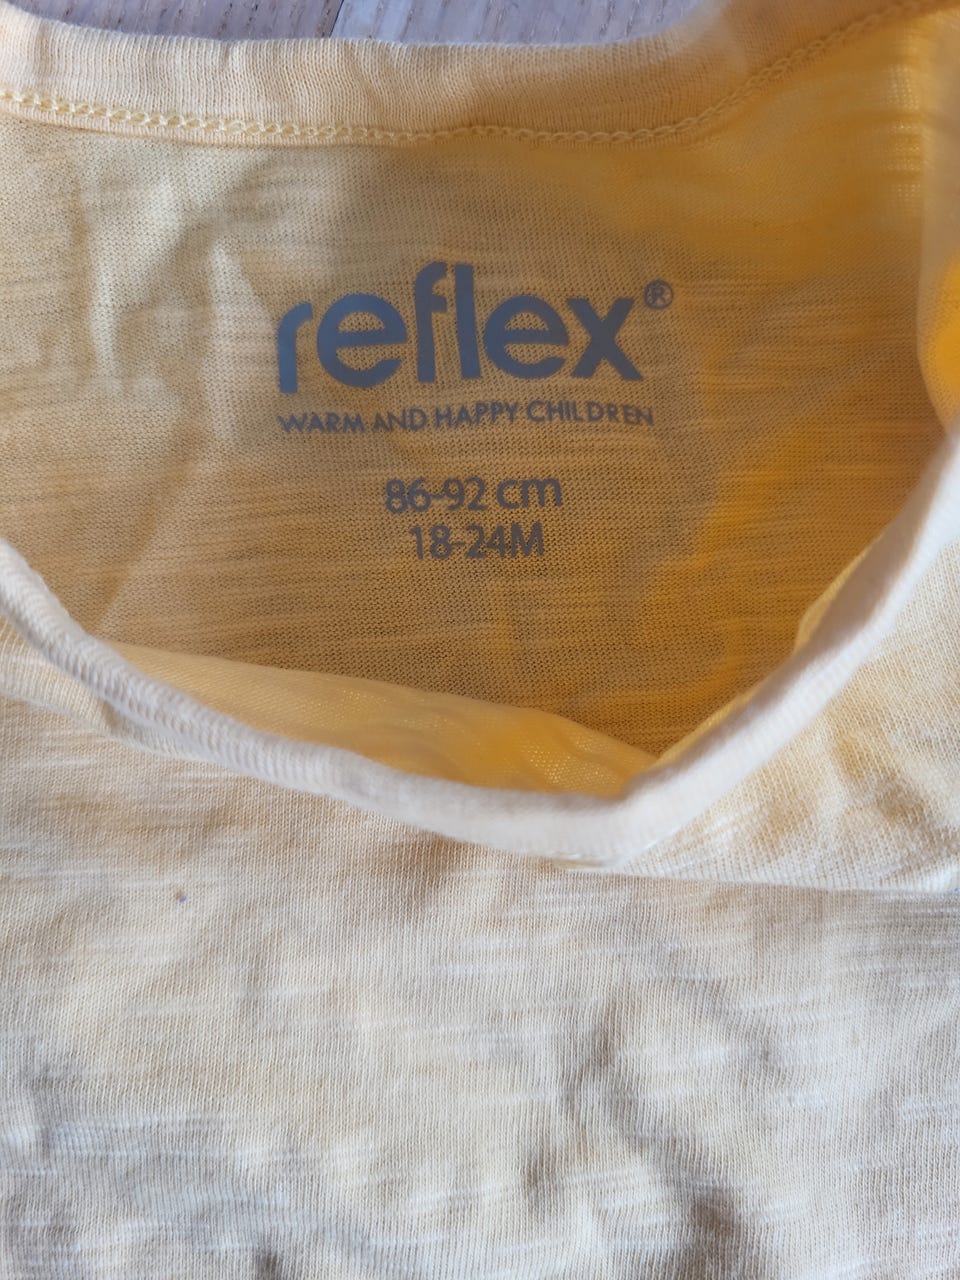 reflex®
WARM AND HAPPY CHILDREN
86-92 cm
18-24M